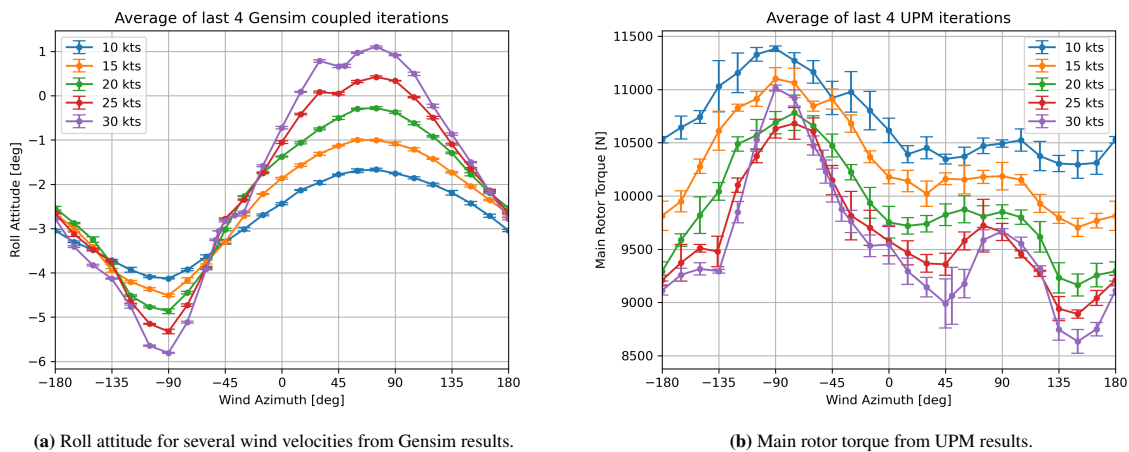 Average of last 4 Gensim coupled iterations
10 kts
15 kts
20 kts
25 kts
30 kts
1
0
−1
−2
−3
−4
−5
−6
Roll Attitude [deg]
−180 −135 −90 −45 0 45 90 135 180
Wind Azimuth [deg]
(a) Roll attitude for several wind velocities from Gensim results.
Average of last 4 UPM iterations
10 kts
15 kts
20 kts
25 kts
30 kts
11500
11000
10500
10000
9500
9000
8500
Main Rotor Torque [N]
−180 −135 −90 −45 0 45 90 135 180
Wind Azimuth [deg]
(b) Main rotor torque from UPM results.